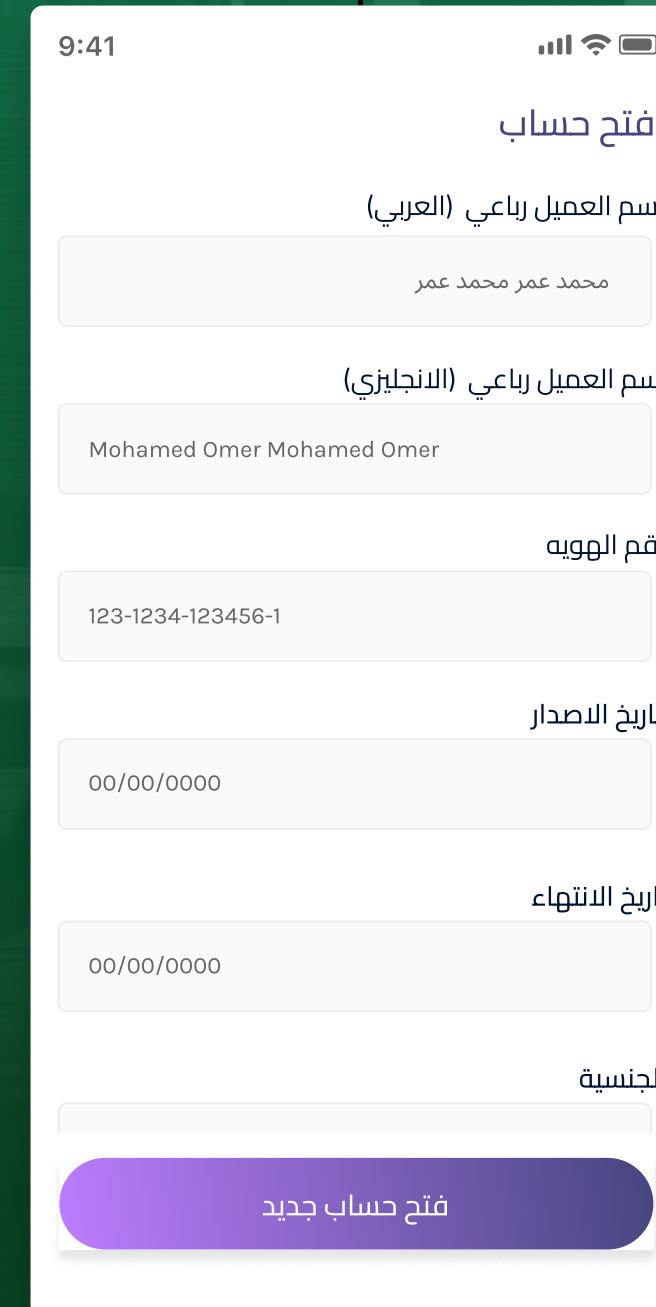 9:41
فتح حساب
سم العميل رباعي (العربي)
محمد عمر محمد عمر
سم العميل رباعي (الانجليزي)
Mohamed Omer Mohamed Omer
قم الهويه
123-1234-123456-1
اريخ الاصدار
00/00/0000
اريخ الانتهاء
00/00/0000
لجنسية
فتح حساب جديد